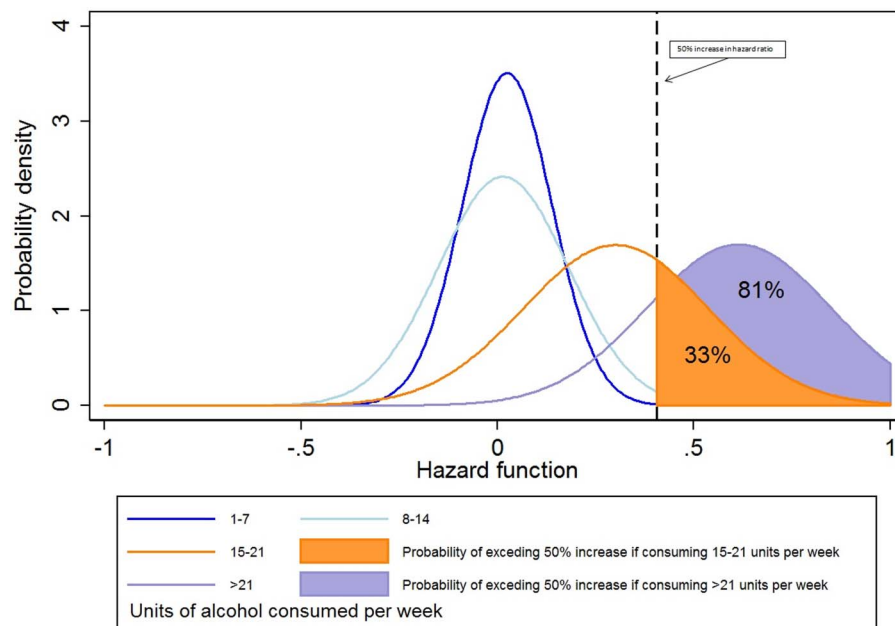 4
50% increase in hazard ratio
3
Probability density
2
81%
1
33%
0
-1
-.5
0
.5
1
Hazard function
1-7
8-14
15-21
Probability of exceding 50% increase if consuming 15-21 units per week
>21
Probability of exceding 50% increase if consuming >21 units per week
Units of alcohol consumed per week